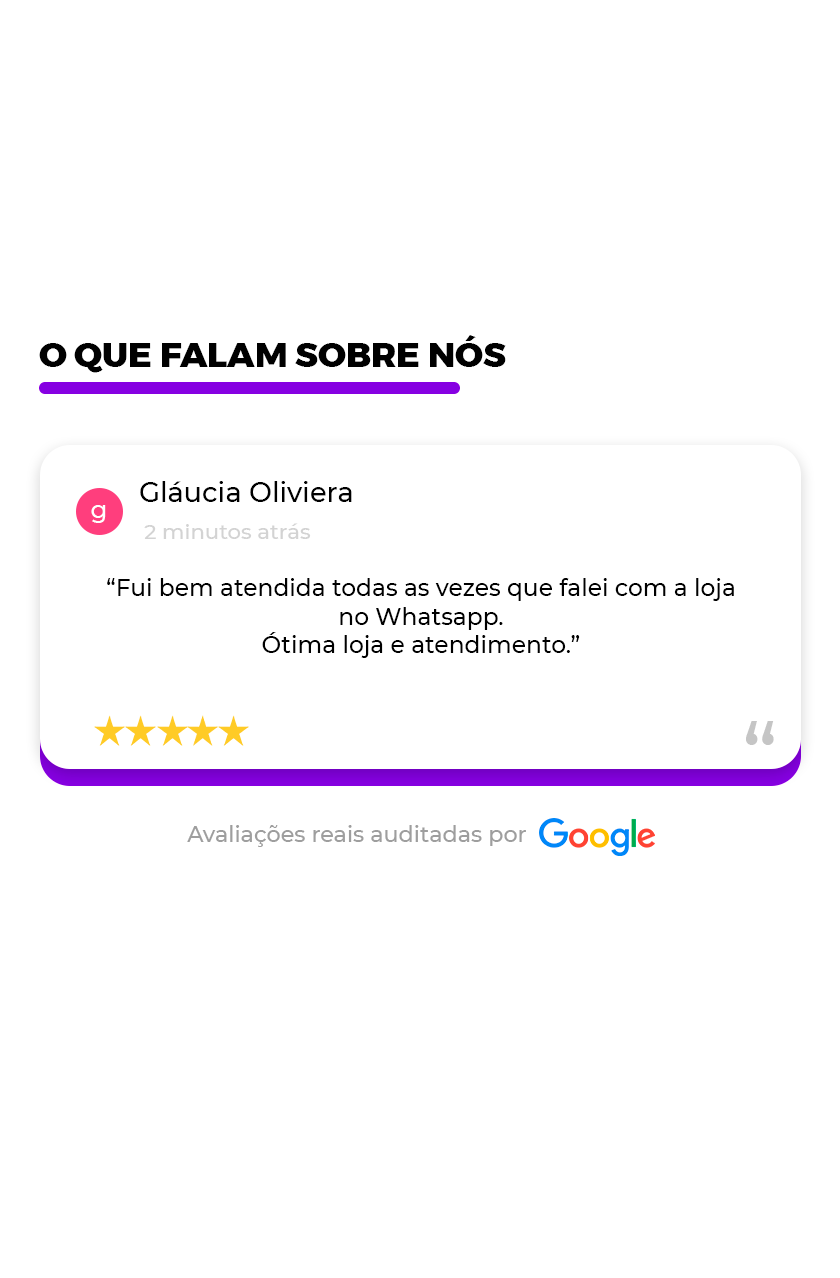 O QUE FALAM SOBRE NÓS
g
Gláucia Oliviera
2 minutos atrás
“Fui bem atendida todas as vezes que falei com a loja
no Whatsapp.
Ótima loja e atendimento.”
“
Avaliações reais auditadas por Google